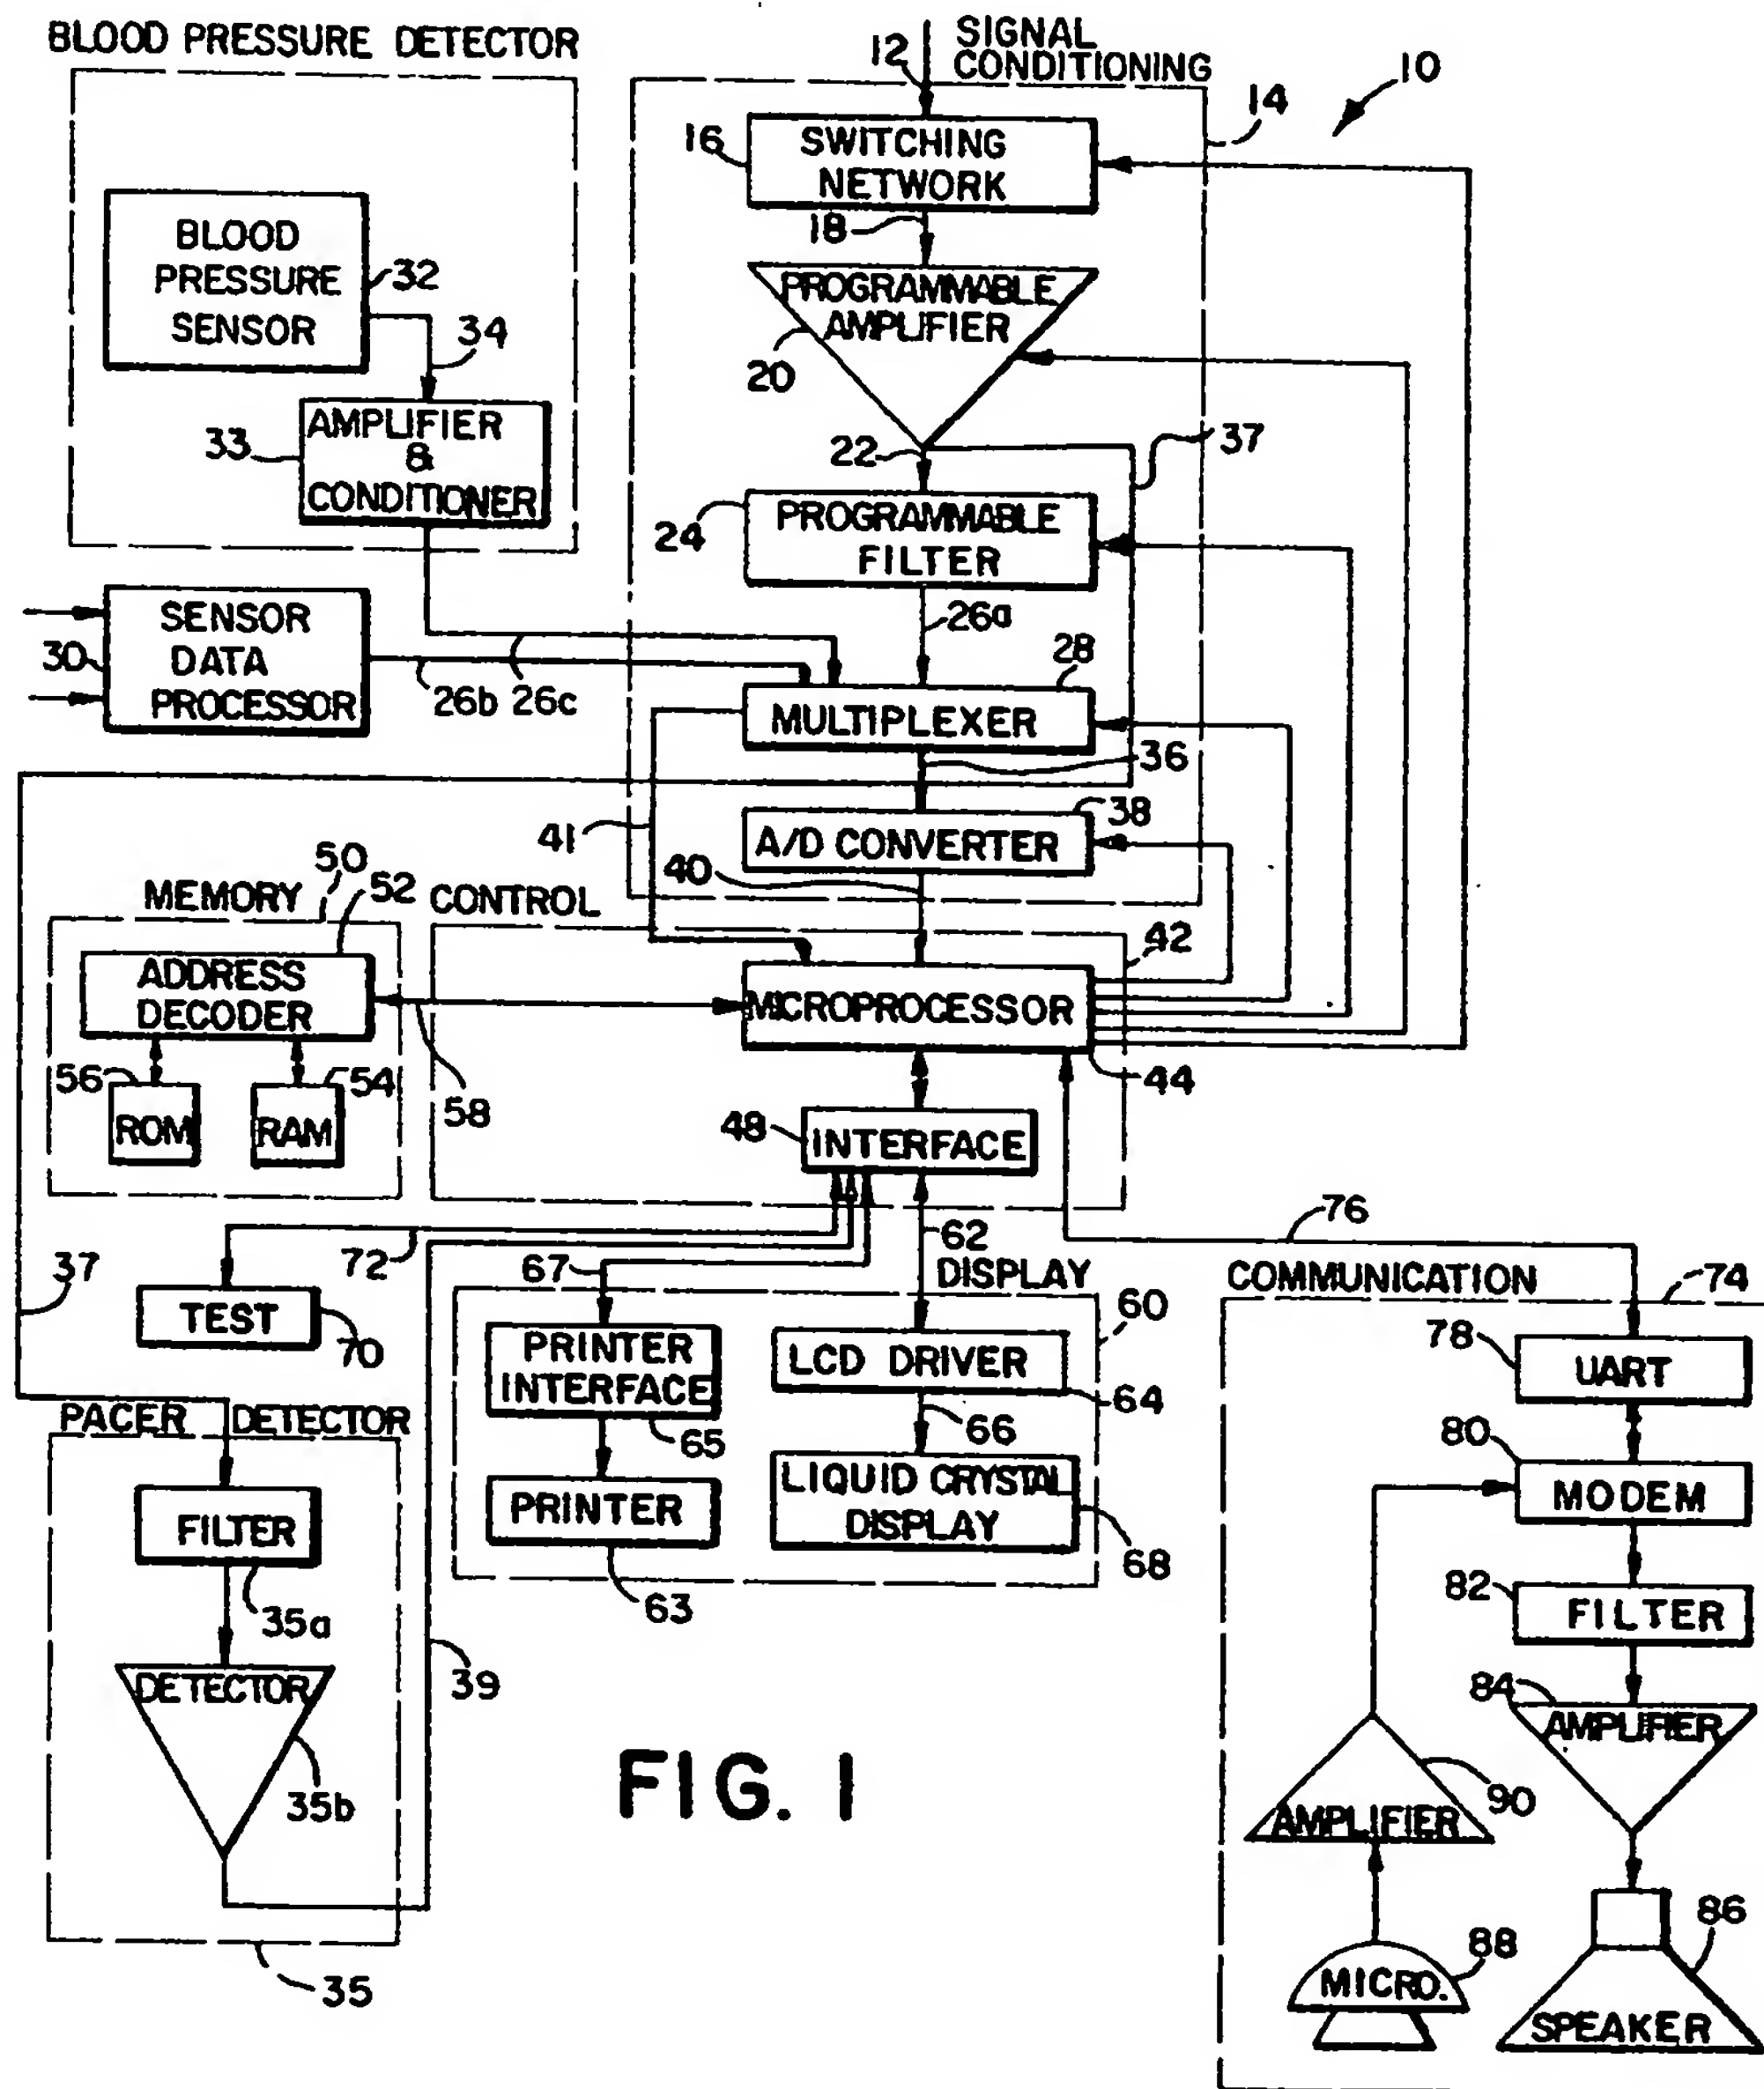 BLOOD PRESSURE DETECTOR
12
SIGNAL
CONDITIONING
10
14
16
SWITCHING
NETWORK
18
BLOOD
PRESSURE
SENSOR
32
34
PROGRAMMABLE
AMPLIFIER
20
33
AMPLIFIER
&
CONDITIONER
22
37
24
PROGRAMMABLE
FILTER
26a
30
SENSOR
DATA
PROCESSOR
26b
26c
28
MULTIPLEXER
36
38
41
A/D CONVERTER
40
MEMORY
50
52
CONTROL
42
ADDRESS
DECODER
MICROPROCESSOR
44
56
54
58
ROM
RAM
48
INTERFACE
37
72
67
62
DISPLAY
60
76
COMMUNICATION
74
TEST
70
PRINTER
INTERFACE
65
LCD DRIVER
64
66
78
UART
PACER DETECTOR
80
MODEM
FILTER
35a
PRINTER
63
LIQUID CRYSTAL
DISPLAY
68
82
FILTER
DETECTOR
35b
39
84
AMPLIFIER
FIG. 1
AMPLIFIER
90
35
88
MICRO.
86
SPEAKER